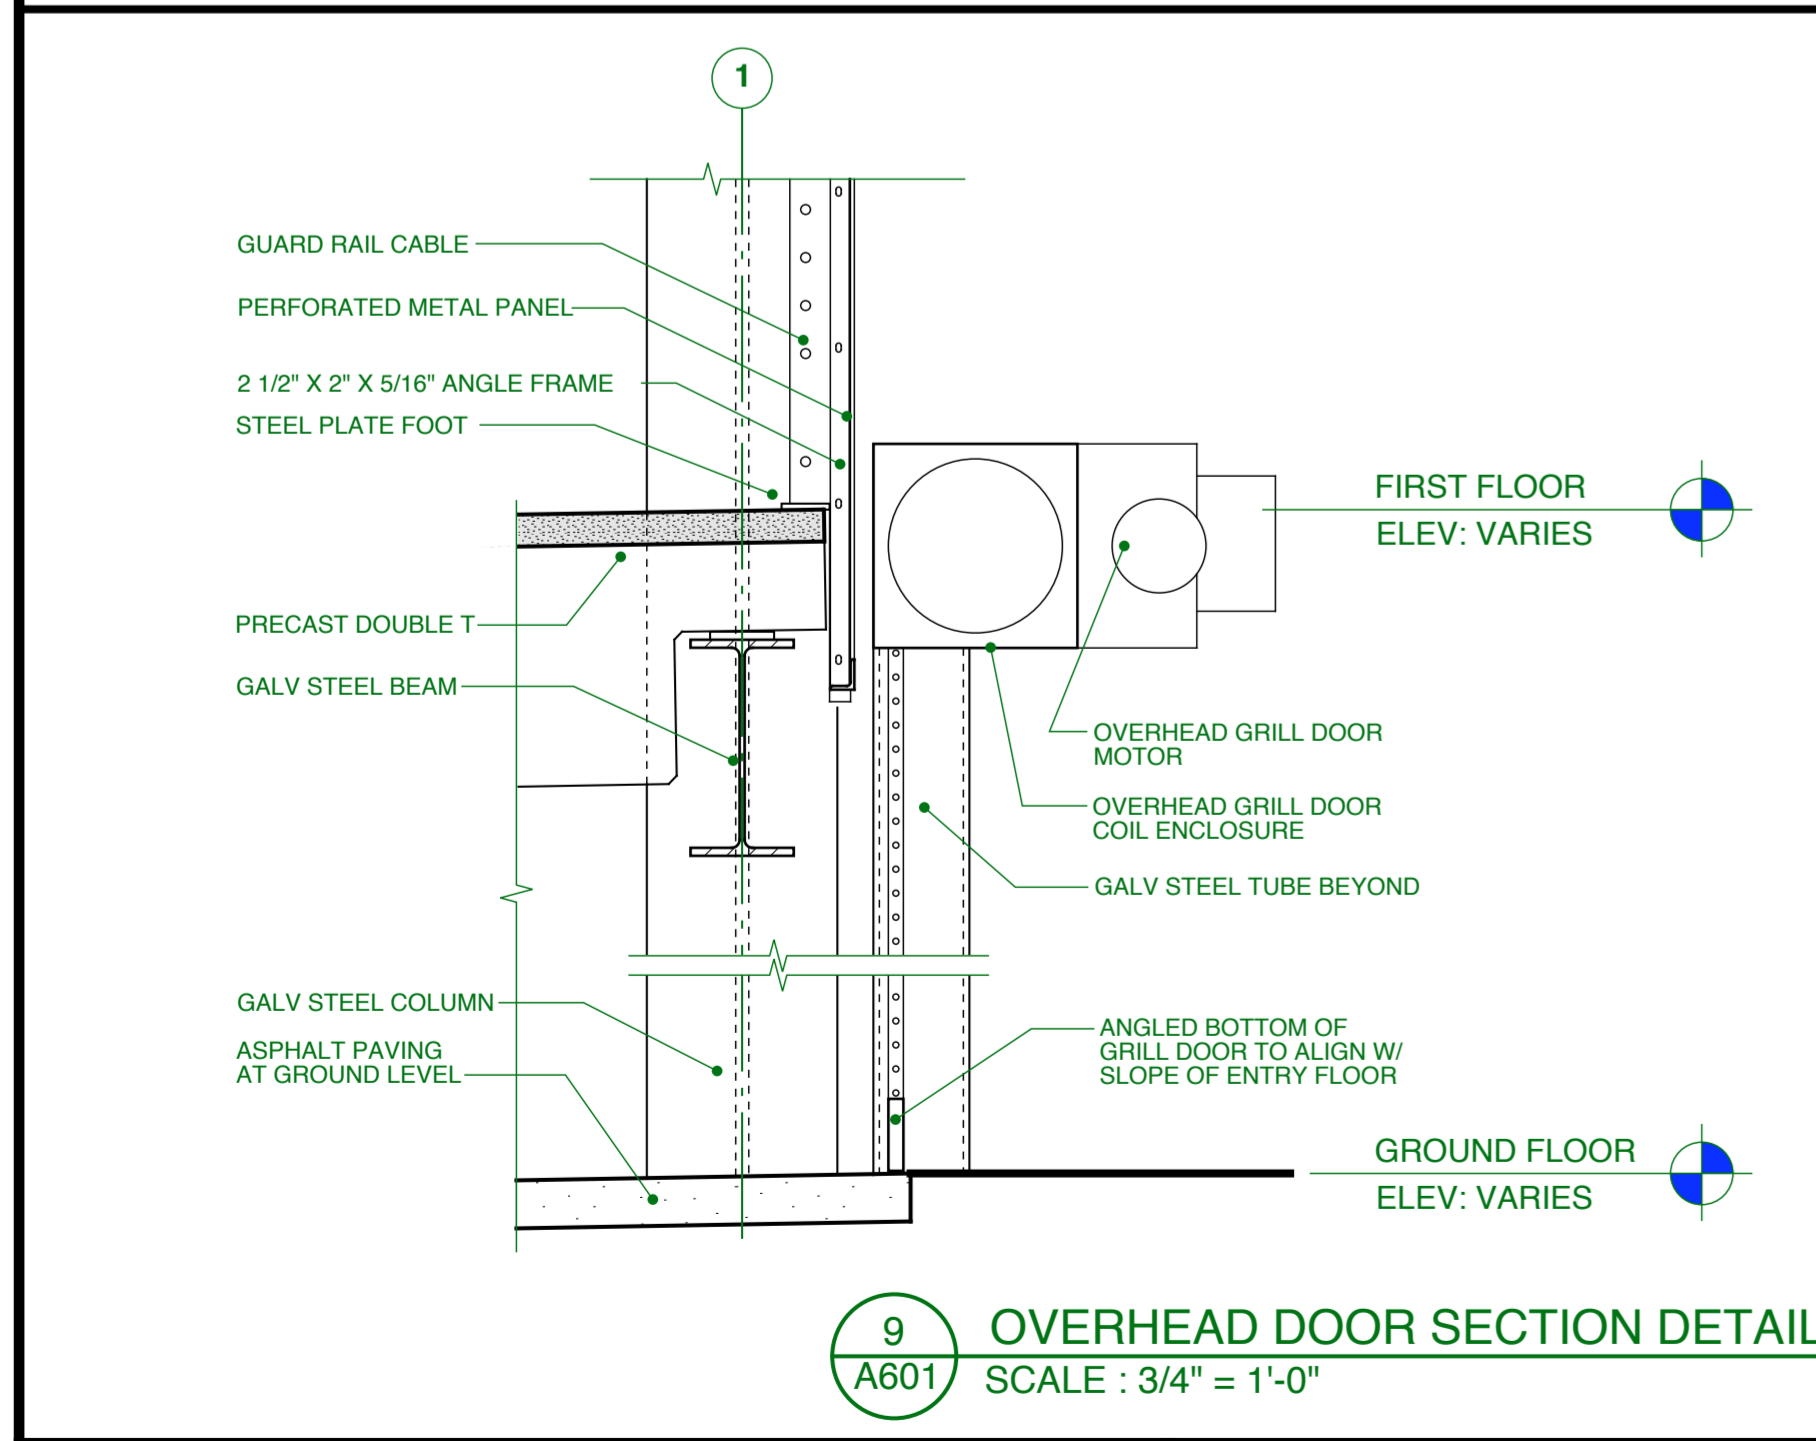 1
GUARD RAIL CABLE
PERFORATED METAL PANEL
2 1/2" X 2" X 5/16" ANGLE FRAME
STEEL PLATE FOOT
PRECAST DOUBLE T
GALV STEEL BEAM
GALV STEEL COLUMN
ASPHALT PAVING
AT GROUND LEVEL
FIRST FLOOR
ELEV: VARIES
OVERHEAD GRILL DOOR
MOTOR
OVERHEAD GRILL DOOR
COIL ENCLOSURE
GALV STEEL TUBE BEYOND
ANGLED BOTTOM OF
GRILL DOOR TO ALIGN W/
SLOPE OF ENTRY FLOOR
GROUND FLOOR
ELEV: VARIES
9
A601
OVERHEAD DOOR SECTION DETAIL
SCALE : 3/4" = 1'-0"